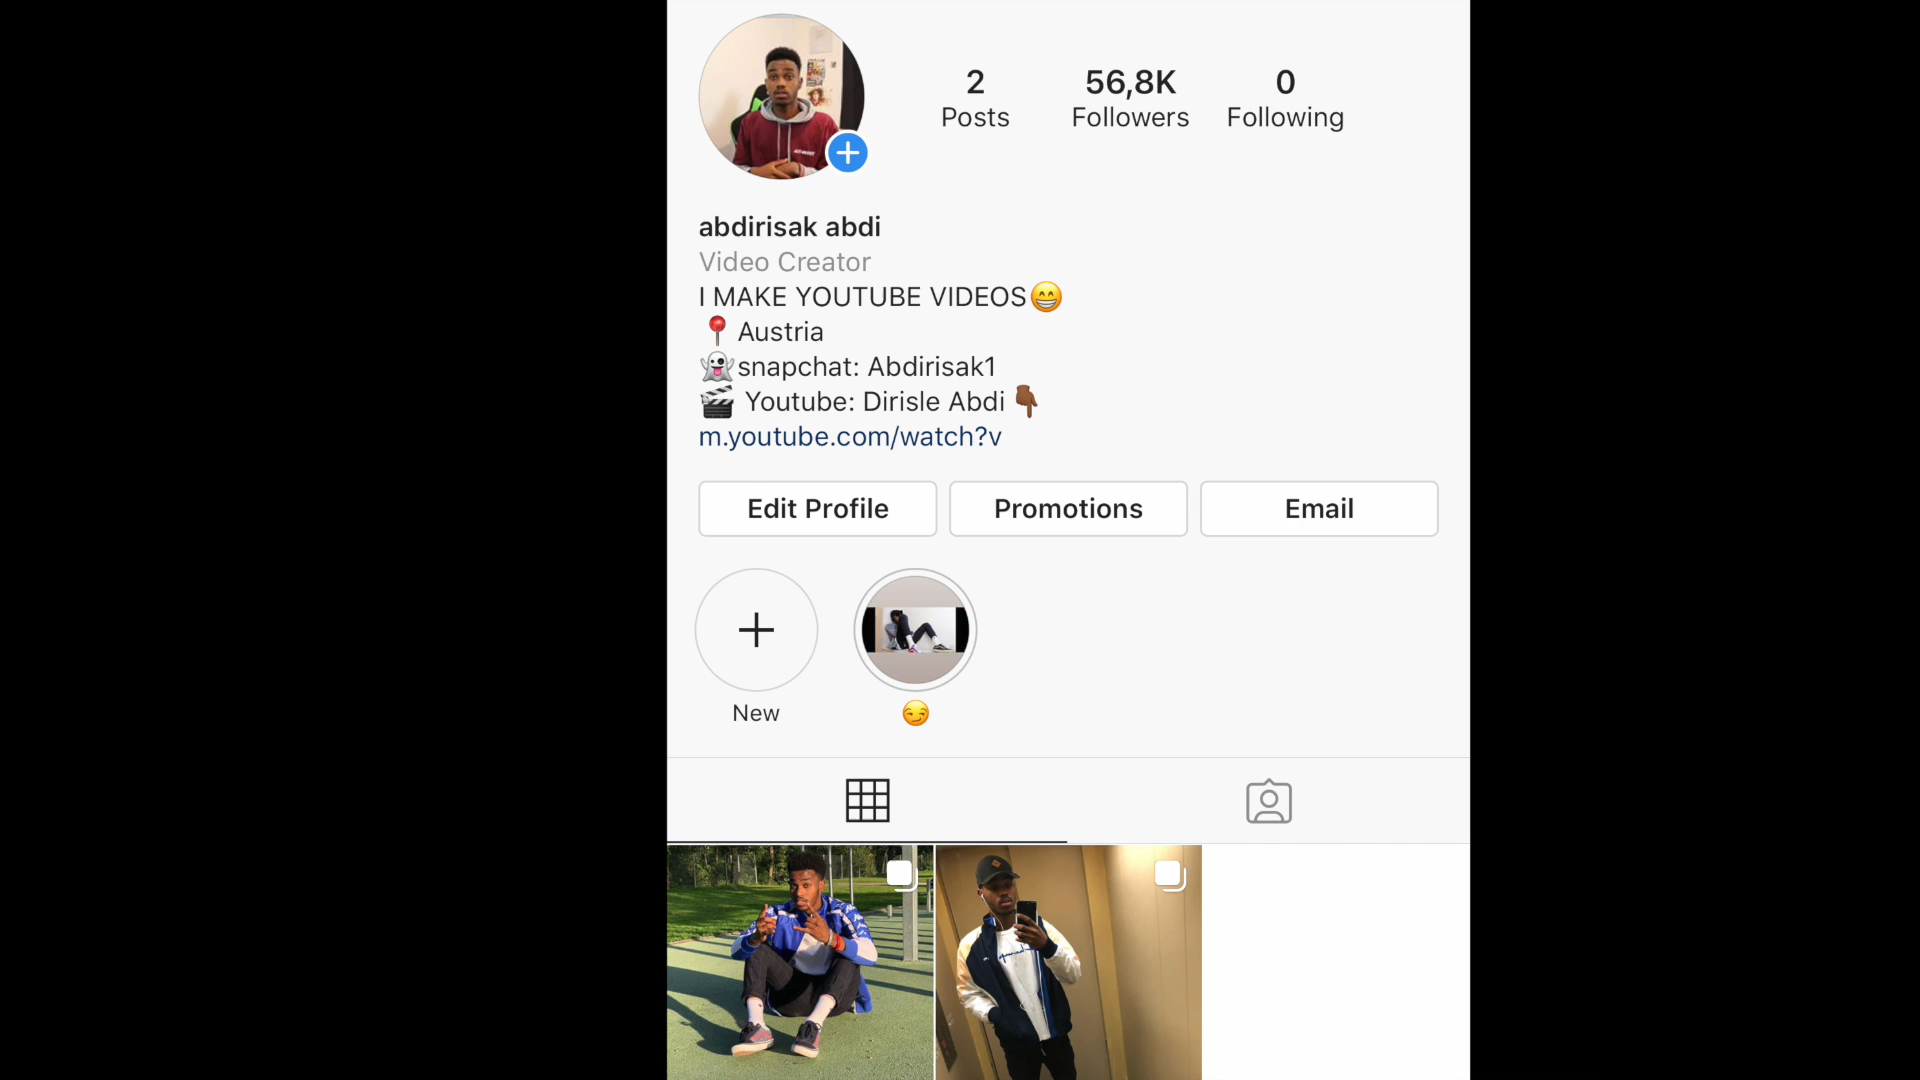 2 56,8K 0
Posts Followers Following
abdirisak abdi
Video Creator
I MAKE YOUTUBE VIDEOS😁
📍 Austria
👻snapchat: Abdirisak1
🎬 Youtube: Dirisle Abdi 👇🏾
m.youtube.com/watch?v
Edit Profile Promotions Email
New 😏